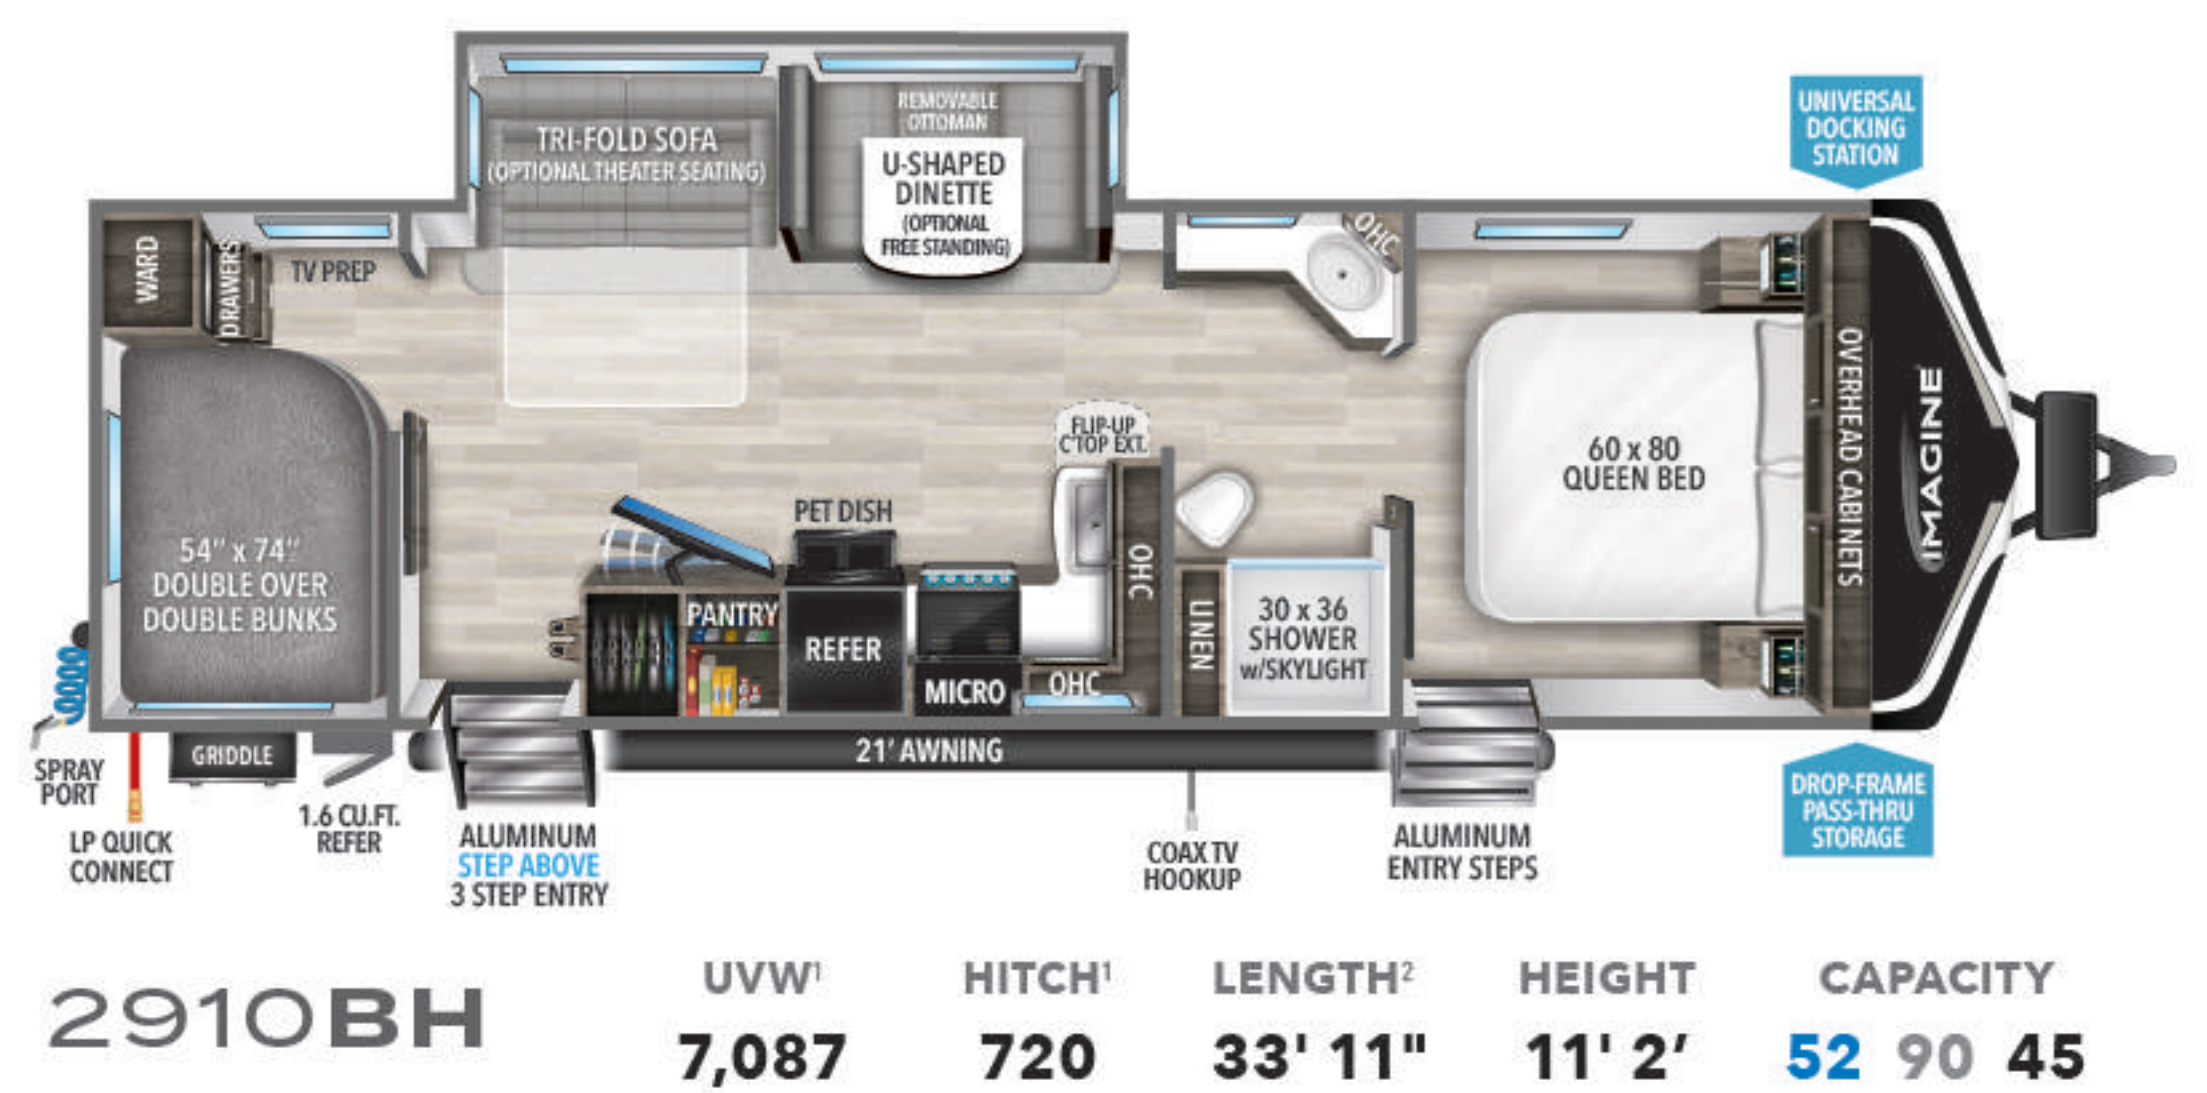 UNIVERSAL
DOCKING
STATION
REMOVABLE
OTTOMAN
TRI-FOLD SOFA
(OPTIONAL THEATER SEATING)
U-SHAPED
DINETTE
(OPTIONAL
FREE STANDING)
WARD
DRAWERS
TV PREP
OHC
OVERHEAD CABINETS
IMAGINE
FLIP-UP
C'TOP EXT.
60 x 80
QUEEN BED
PET DISH
54" x 74"
DOUBLE OVER
DOUBLE BUNKS
OHC
PANTRY
REFER
MICRO
OHC
LINEN
30 x 36
SHOWER
w/SKYLIGHT
GRIDDLE
21' AWNING
SPRAY
PORT
LP QUICK
CONNECT
1.6 CU.FT.
REFER
ALUMINUM
STEP ABOVE
3 STEP ENTRY
COAX TV
HOOKUP
ALUMINUM
ENTRY STEPS
DROP-FRAME
PASS-THRU
STORAGE
2910BH
UVW¹ HITCH¹ LENGTH² HEIGHT CAPACITY
7,087 720 33' 11" 11' 2’ 52 90 45